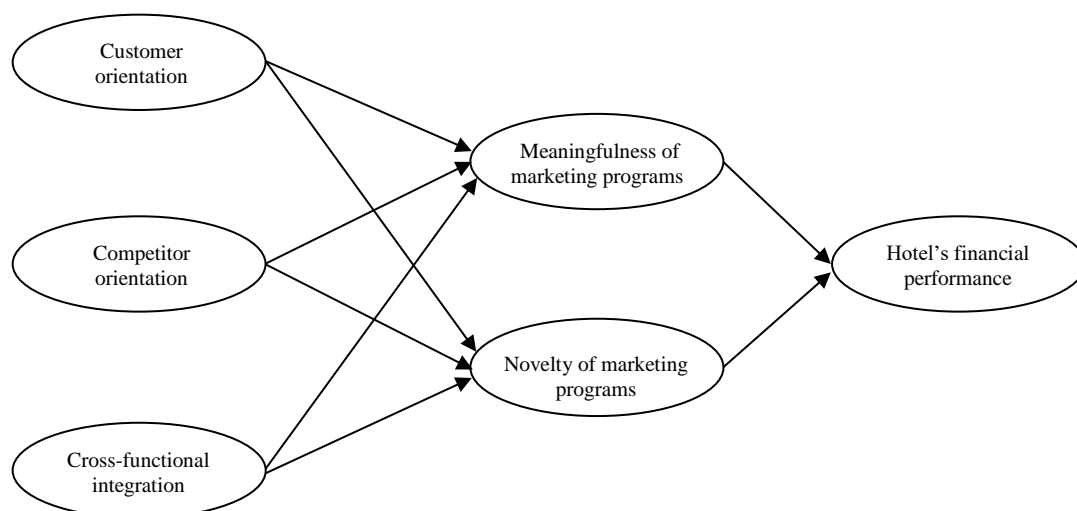 Customer
orientation
Meaningfulness of
marketing programs
Competitor
orientation
Hotel’s financial
performance
Novelty of marketing
programs
Cross-functional
integration